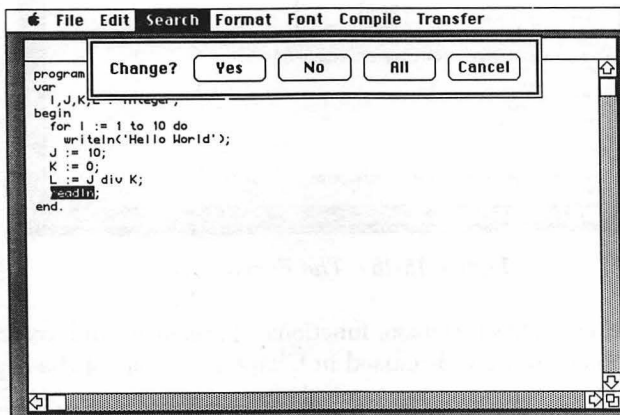 File Edit Search Format Font Compile Transfer
Change? Yes No All Cancel
program
var
I,J,K,L : integer;
begin
for I := 1 to 10 do
writeln('Hello World');
J := 10;
K := 0;
L := J div K;
readln;
end.